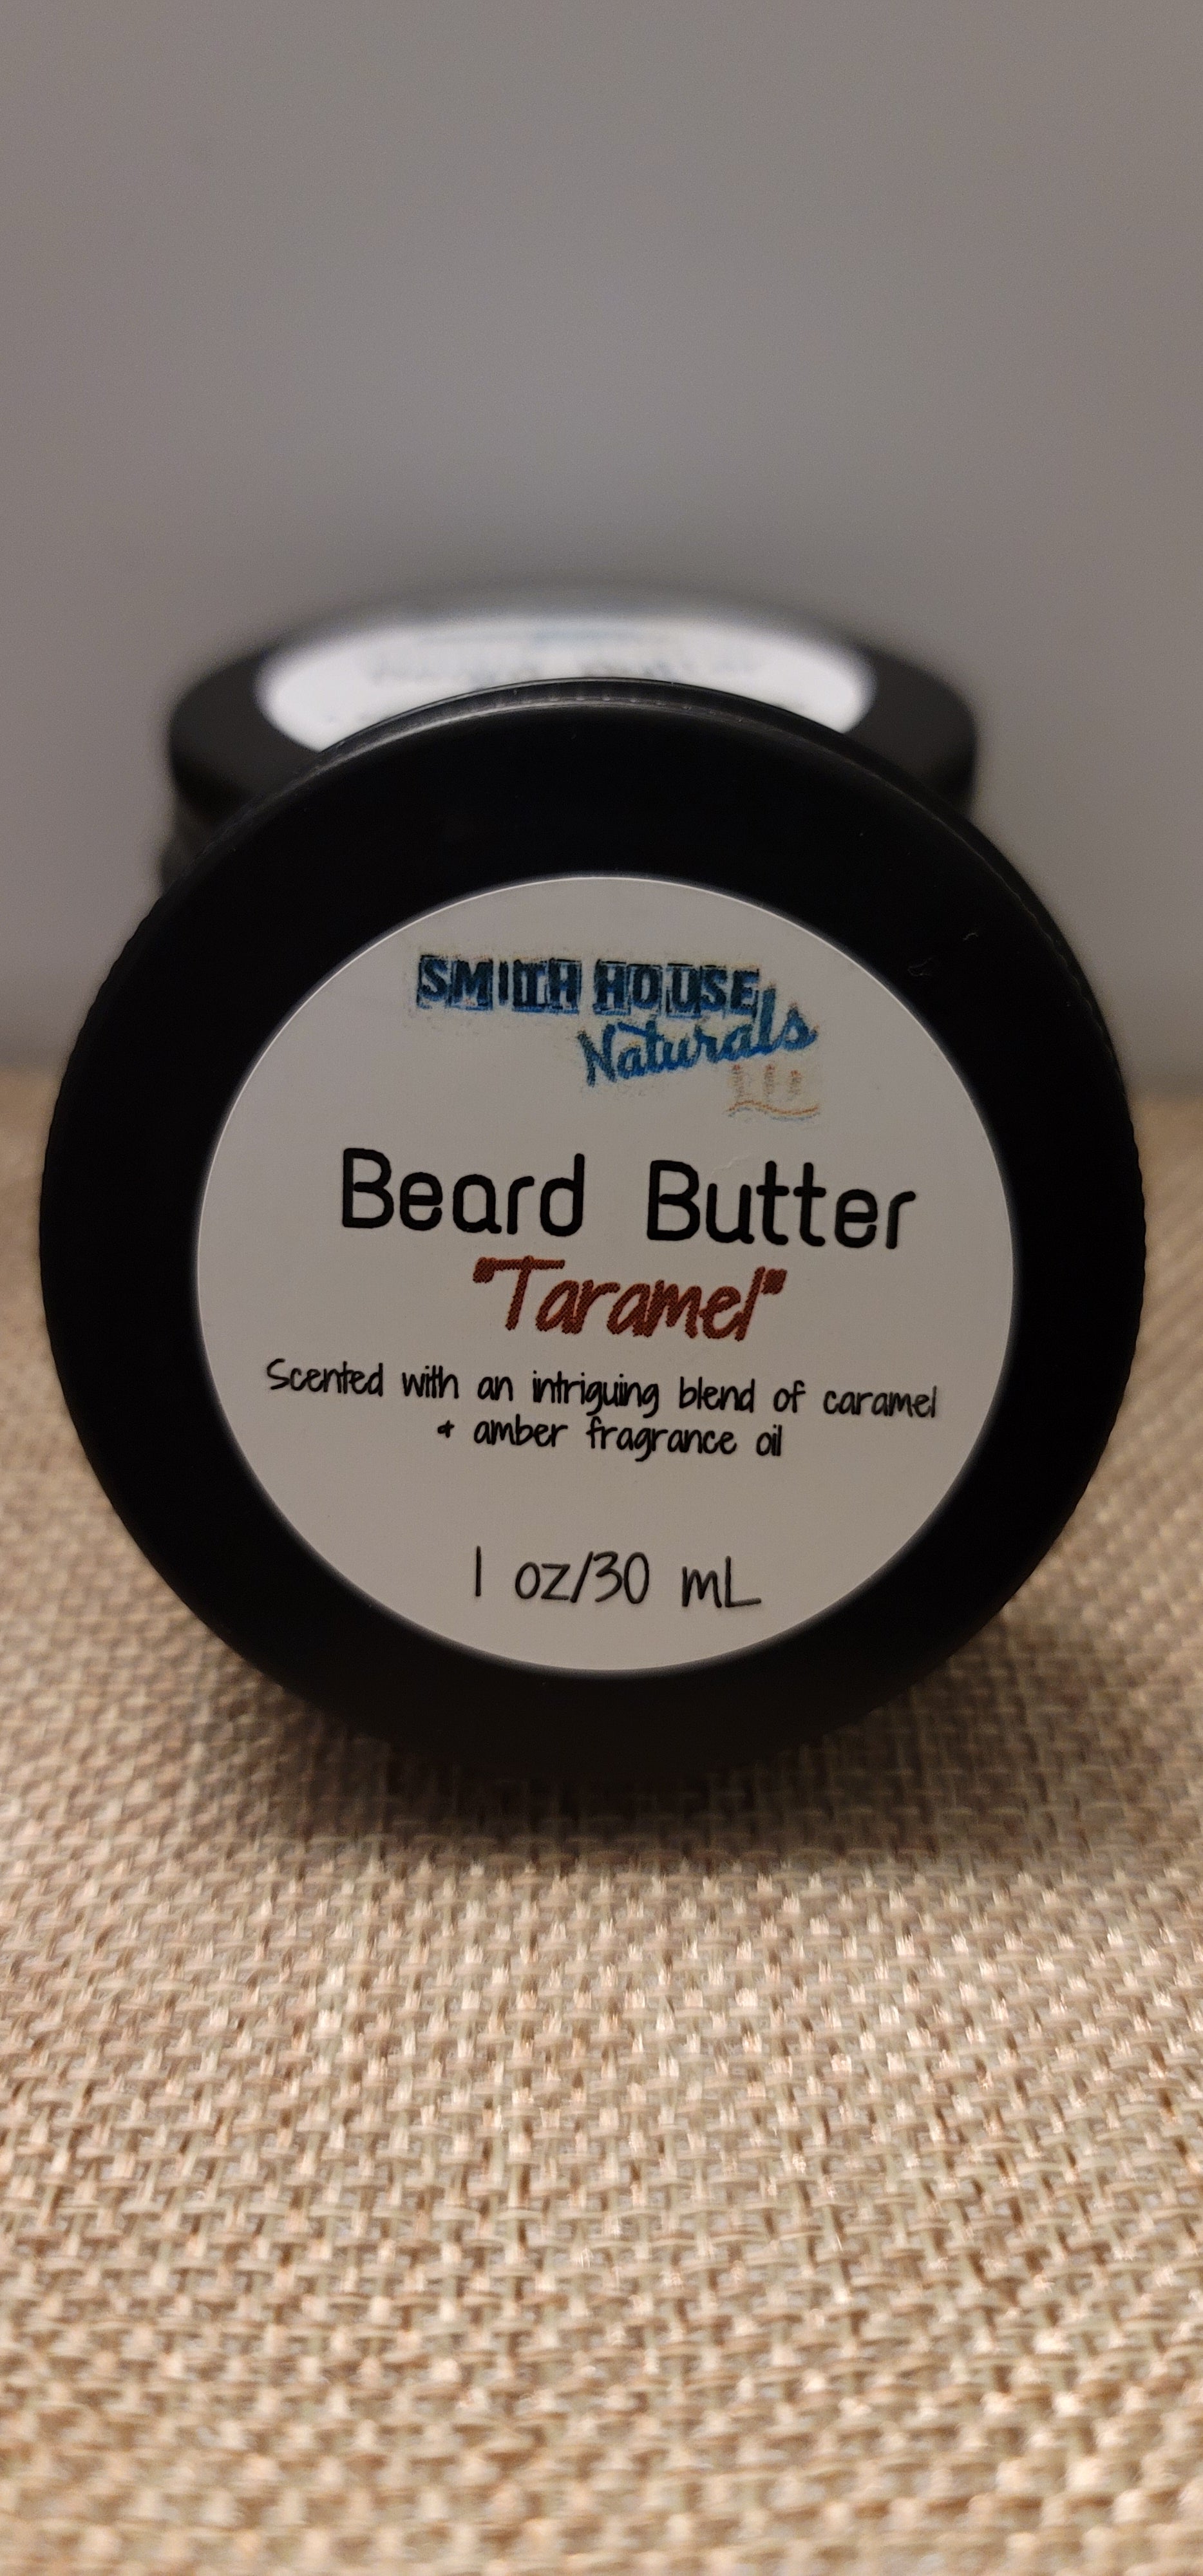 SMITH HOUSE
Naturals
Beard Butter
"Taramel"
Scented with an intriguing blend of caramel
& amber fragrance oil
1 oz/30 mL